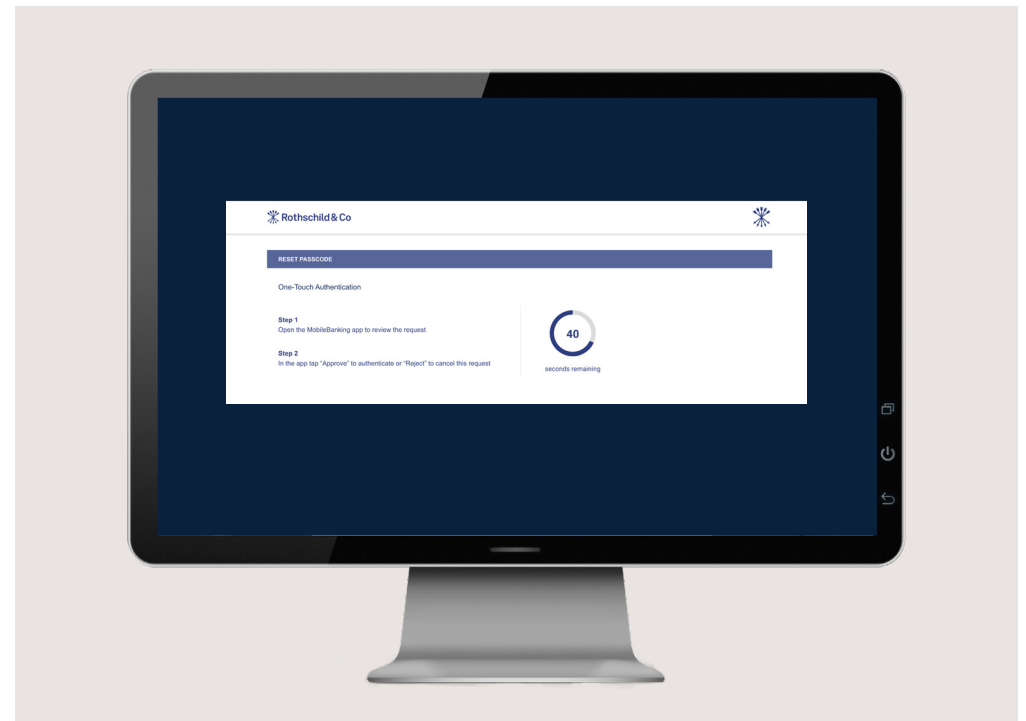 Rothschild & Co
RESET PASSCODE
One-Touch Authentication
Step 1
Open the MobileBanking app to review the request
Step 2
In the app tap “Approve” to authenticate or “Reject” to cancel this request
40
seconds remaining